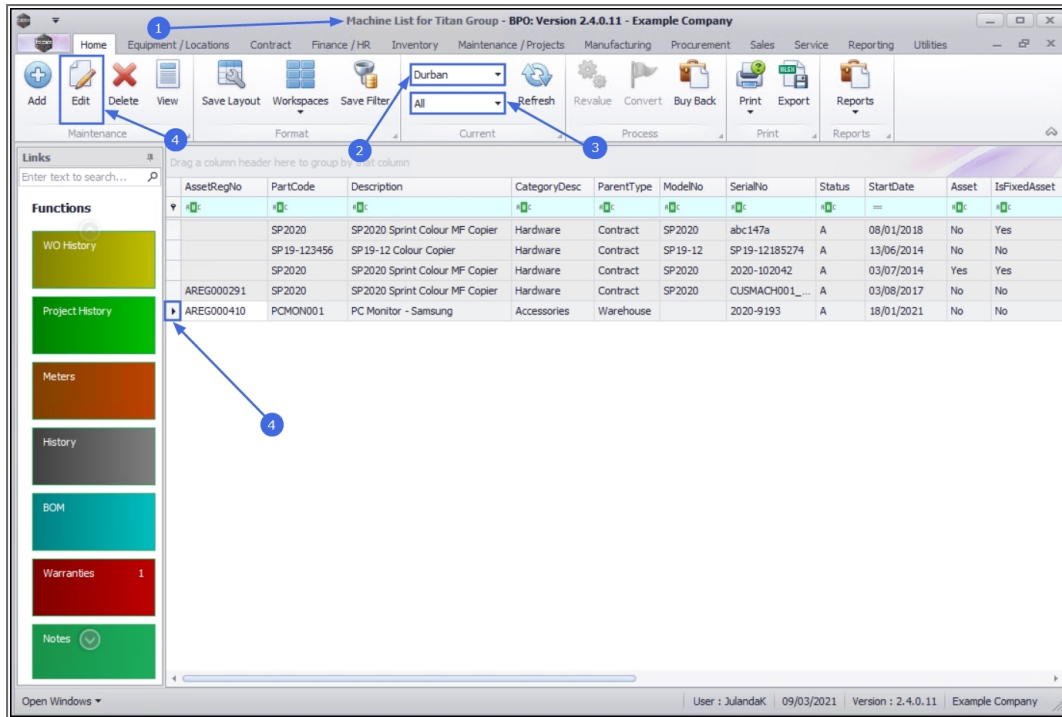 1
Machine List for Titan Group - BPO: Version 2.4.0.11 - Example Company
Home Equipment / Locations Contract Finance / HR Inventory Maintenance / Projects Manufacturing Procurement Sales Service Reporting Utilities
Durban
All
Add Edit Delete View Save Layout Workspaces Save Filter Refresh Revalue Convert Buy Back Print Export Reports
4 2 3
Maintenance Format Current Process Print Reports
Links
Enter text to search...
Drag a column header here to group by that column
AssetRegNo PartCode Description CategoryDesc ParentType ModelNo SerialNo Status StartDate Asset IsFixedAsset
=
SP2020 SP2020 Sprint Colour MF Copier Hardware Contract SP2020 abc147a A 08/01/2018 No Yes
SP19-123456 SP19-12 Colour Copier Hardware Contract SP19-12 SP19-12185274 A 13/06/2014 No No
SP2020 SP2020 Sprint Colour MF Copier Hardware Contract SP2020 2020-102042 A 03/07/2014 Yes Yes
AREG000291 SP2020 SP2020 Sprint Colour MF Copier Hardware Contract SP2020 CUSMACH001_... A 03/08/2017 No No
AREG000410 PCMON001 PC Monitor - Samsung Accessories Warehouse 2020-9193 A 18/01/2021 No No
4
Functions
WO History
Project History
Meters
History
BOM
Warranties 1
Notes
Open Windows User : JulandaK 09/03/2021 Version : 2.4.0.11 Example Company